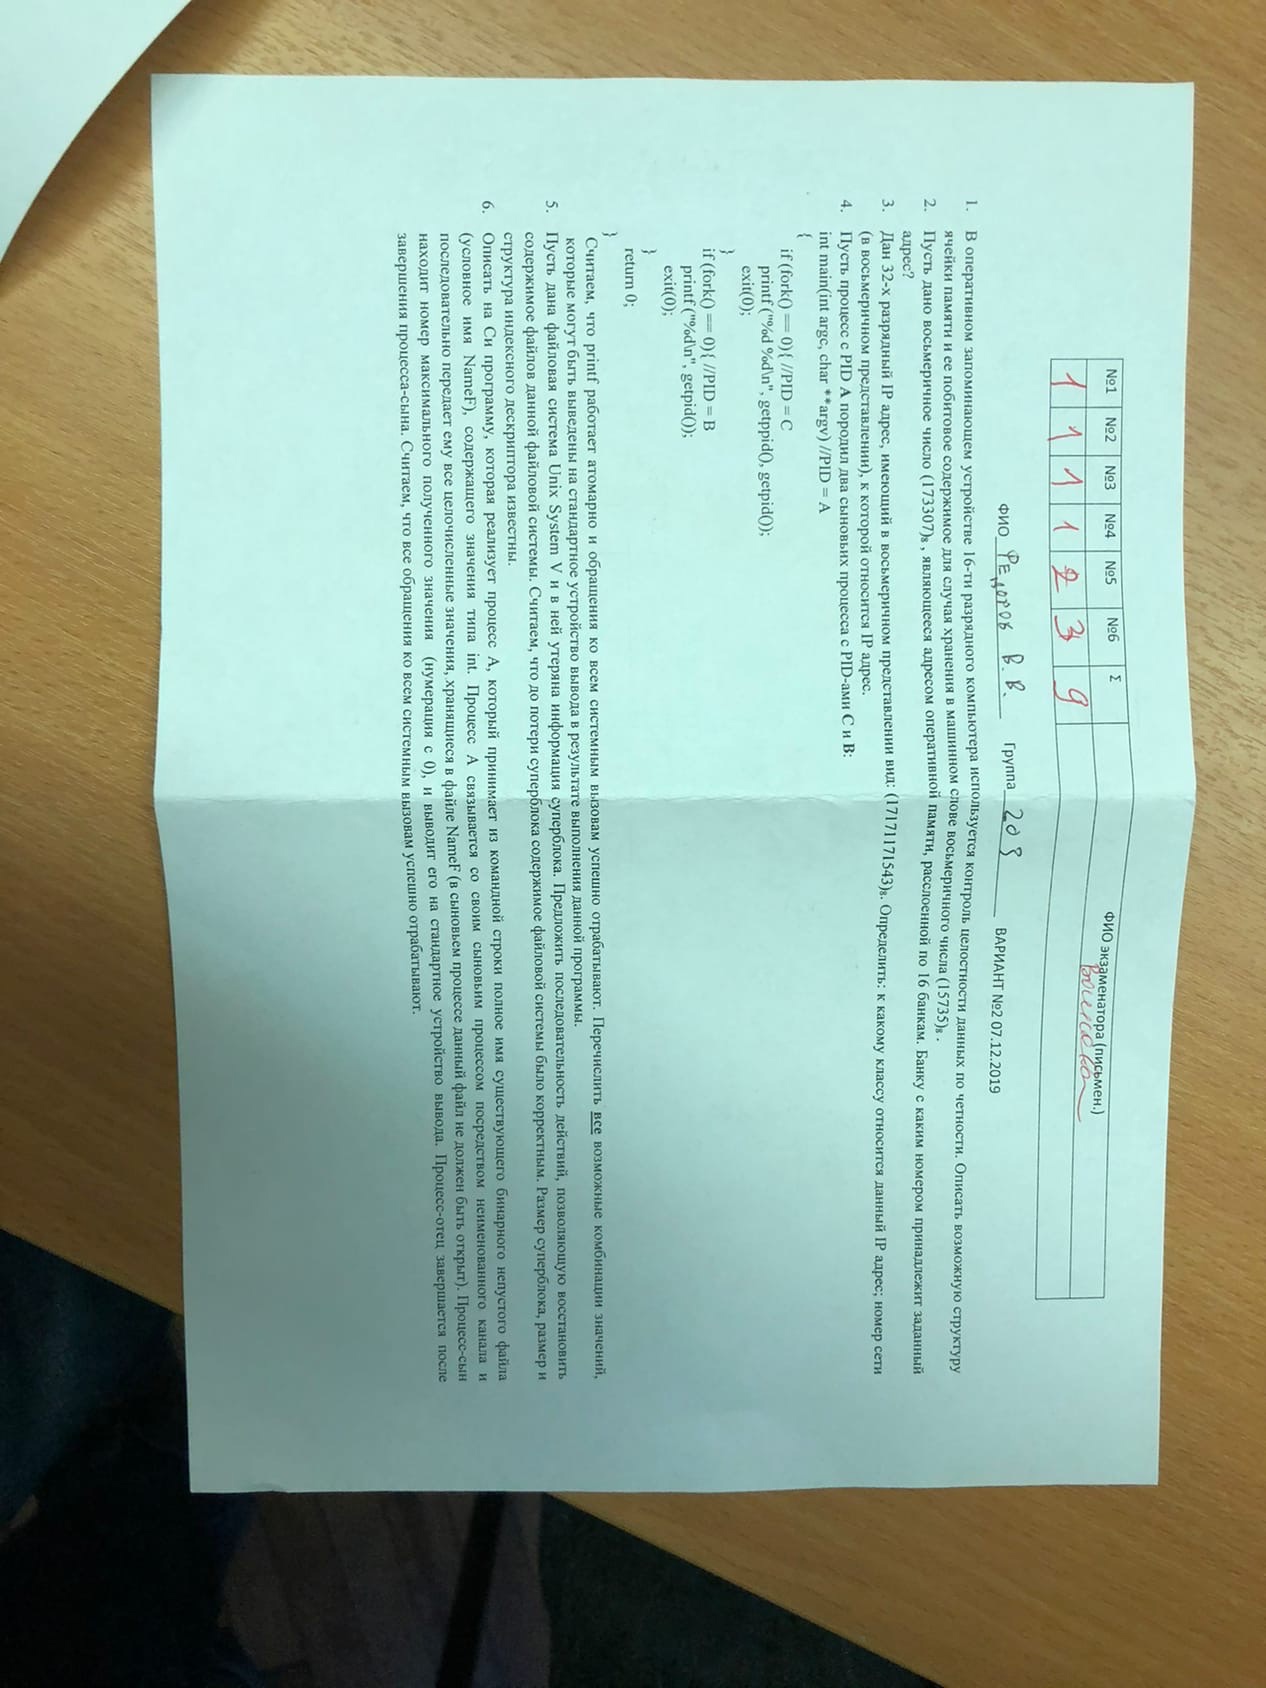 №1 №2 №3 №4 №5 №6 Σ ФИО экзаменатора (письмен.)
1 1 1 1 2 3 9
ФИО Федоров В. В. Группа 203 ВАРИАНТ №2 07.12.2019
1. В оперативном запоминающем устройстве 16-ти разрядного компьютера используется контроль целостности данных по четности. Описать возможную структуру
ячейки памяти и ее побитовое содержимое для случая хранения в машинном слове восьмеричного числа (15735)₈ .
2. Пусть дано восьмеричное число (173307)₈ , являющееся адресом оперативной памяти, расслоенной по 16 банкам. Банку с каким номером принадлежит заданный
адрес?
3. Дан 32-х разрядный IP адрес, имеющий в восьмеричном представлении вид: (17171171543)₈. Определить: к какому классу относится данный IP адрес; номер сети
(в восьмеричном представлении), к которой относится IP адрес.
4. Пусть процесс с PID A породил два сыновьих процесса с PID-ами C и B:
int main(int argc, char **argv) //PID = A
{
if (fork() == 0){ //PID = C
printf ("%d %d\n", getppid(), getpid());
exit(0);
}
if (fork() == 0){ //PID = B
printf ("%d\n", getpid());
exit(0);
}
return 0;
}
Считаем, что printf работает атомарно и обращения ко всем системным вызовам успешно отрабатывают. Перечислить все возможные комбинации значений,
которые могут быть выведены на стандартное устройство вывода в результате выполнения данной программы.
5. Пусть дана файловая система Unix System V и в ней утеряна информация суперблока. Предложить последовательность действий, позволяющую восстановить
содержимое файлов данной файловой системы. Считаем, что до потери суперблока содержимое файловой системы было корректным. Размер суперблока, размер и
структура индексного дескриптора известны.
6. Описать на Си программу, которая реализует процесс А, который принимает из командной строки полное имя существующего бинарного непустого файла
(условное имя NameF), содержащего значения типа int. Процесс А связывается со своим сыновьим процессом посредством неименованного канала и
последовательно передает ему все целочисленные значения, хранящиеся в файле NameF (в сыновьем процессе данный файл не должен быть открыт). Процесс-сын
находит номер максимального полученного значения (нумерация с 0), и выводит его на стандартное устройство вывода. Процесс-отец завершается после
завершения процесса-сына. Считаем, что все обращения ко всем системным вызовам успешно отрабатывают.